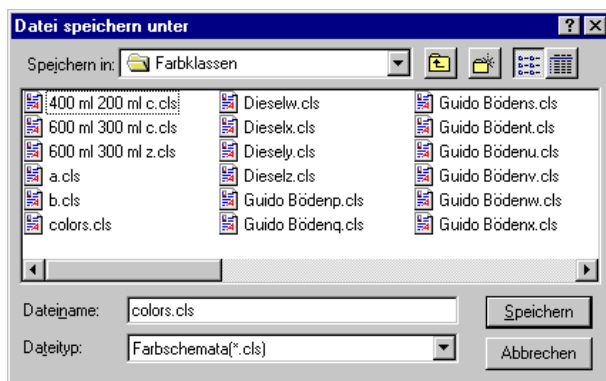 Datei speichern unter
Speichern in: Farbklassen
400 ml 200 ml c.cls Dieselw.cls Guido Bödens.cls
600 ml 300 ml c.cls Dieselx.cls Guido Bödent.cls
600 ml 300 ml z.cls Diesely.cls Guido Bödenu.cls
a.cls Dieselz.cls Guido Bödenv.cls
b.cls Guido Bödenp.cls Guido Bödenw.cls
colors.cls Guido Bödenq.cls Guido Bödenx.cls
Dateiname: colors.cls Speichern
Dateityp: Farbschemata(*.cls) Abbrechen